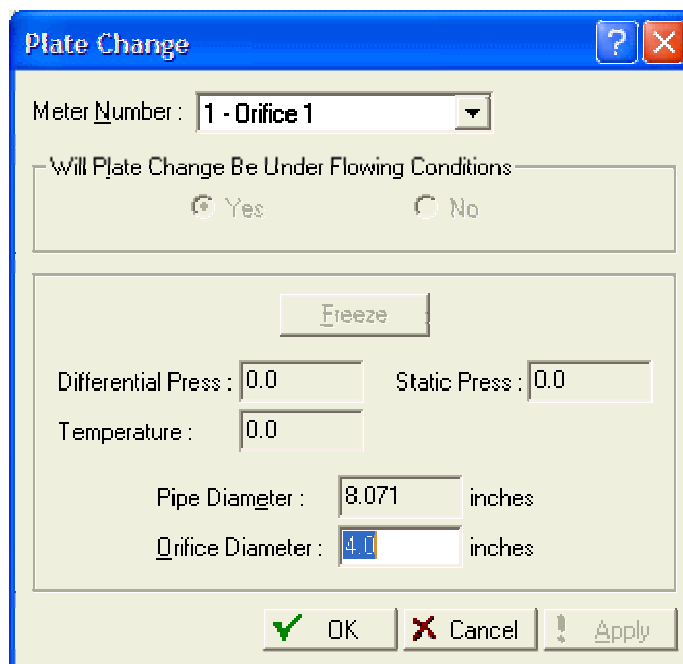 Plate Change
Meter Number : 1 - Orifice 1
Will Plate Change Be Under Flowing Conditions
Yes No
Freeze
Differential Press : 0.0 Static Press : 0.0
Temperature : 0.0
Pipe Diameter : 8.071 inches
Orifice Diameter : 4.0 inches
OK Cancel Apply